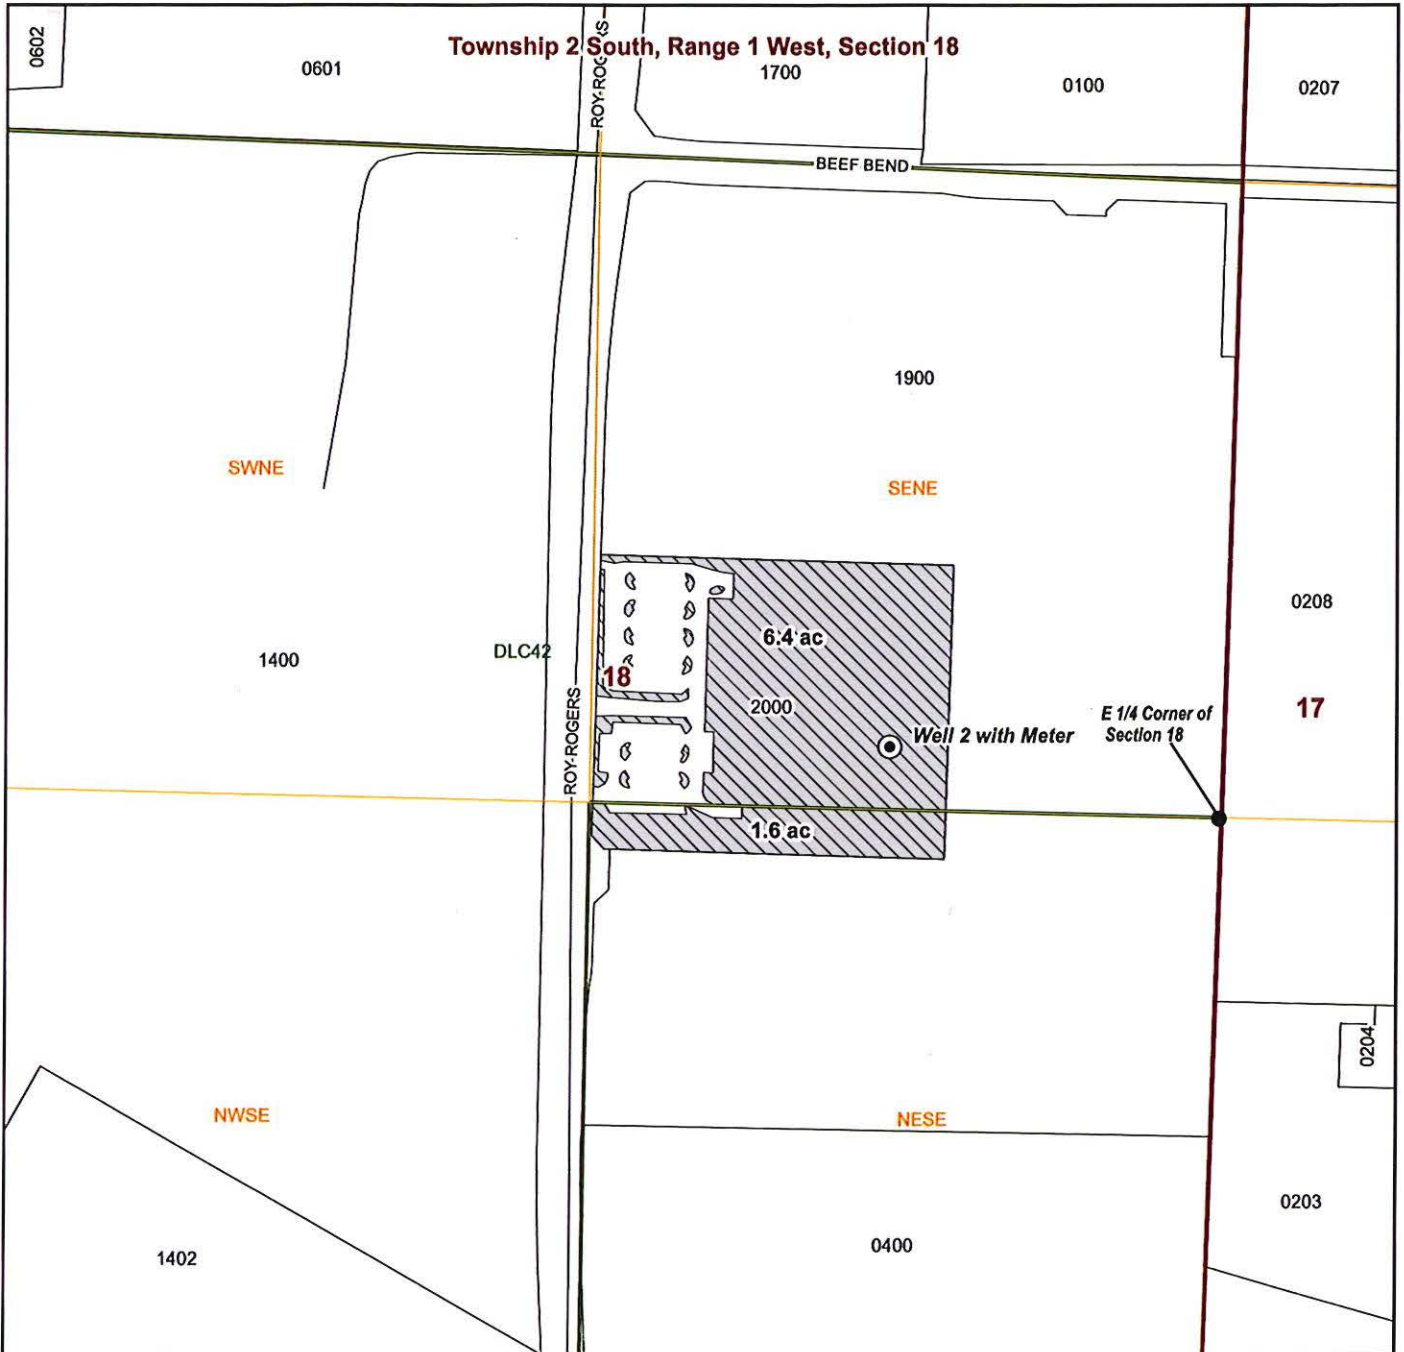 Township 2 South, Range 1 West, Section 18
0602
0601
ROY-ROGERS
1700
0100
0207
BEEF BEND
1900
SWNE
SENE
0208
6.4 ac
1400
DLC42
18
2000
17
E 1/4 Corner of
Section 18
Well 2 with Meter
ROY-ROGERS
1.6 ac
0204
NWSE
NESE
0203
0400
1402